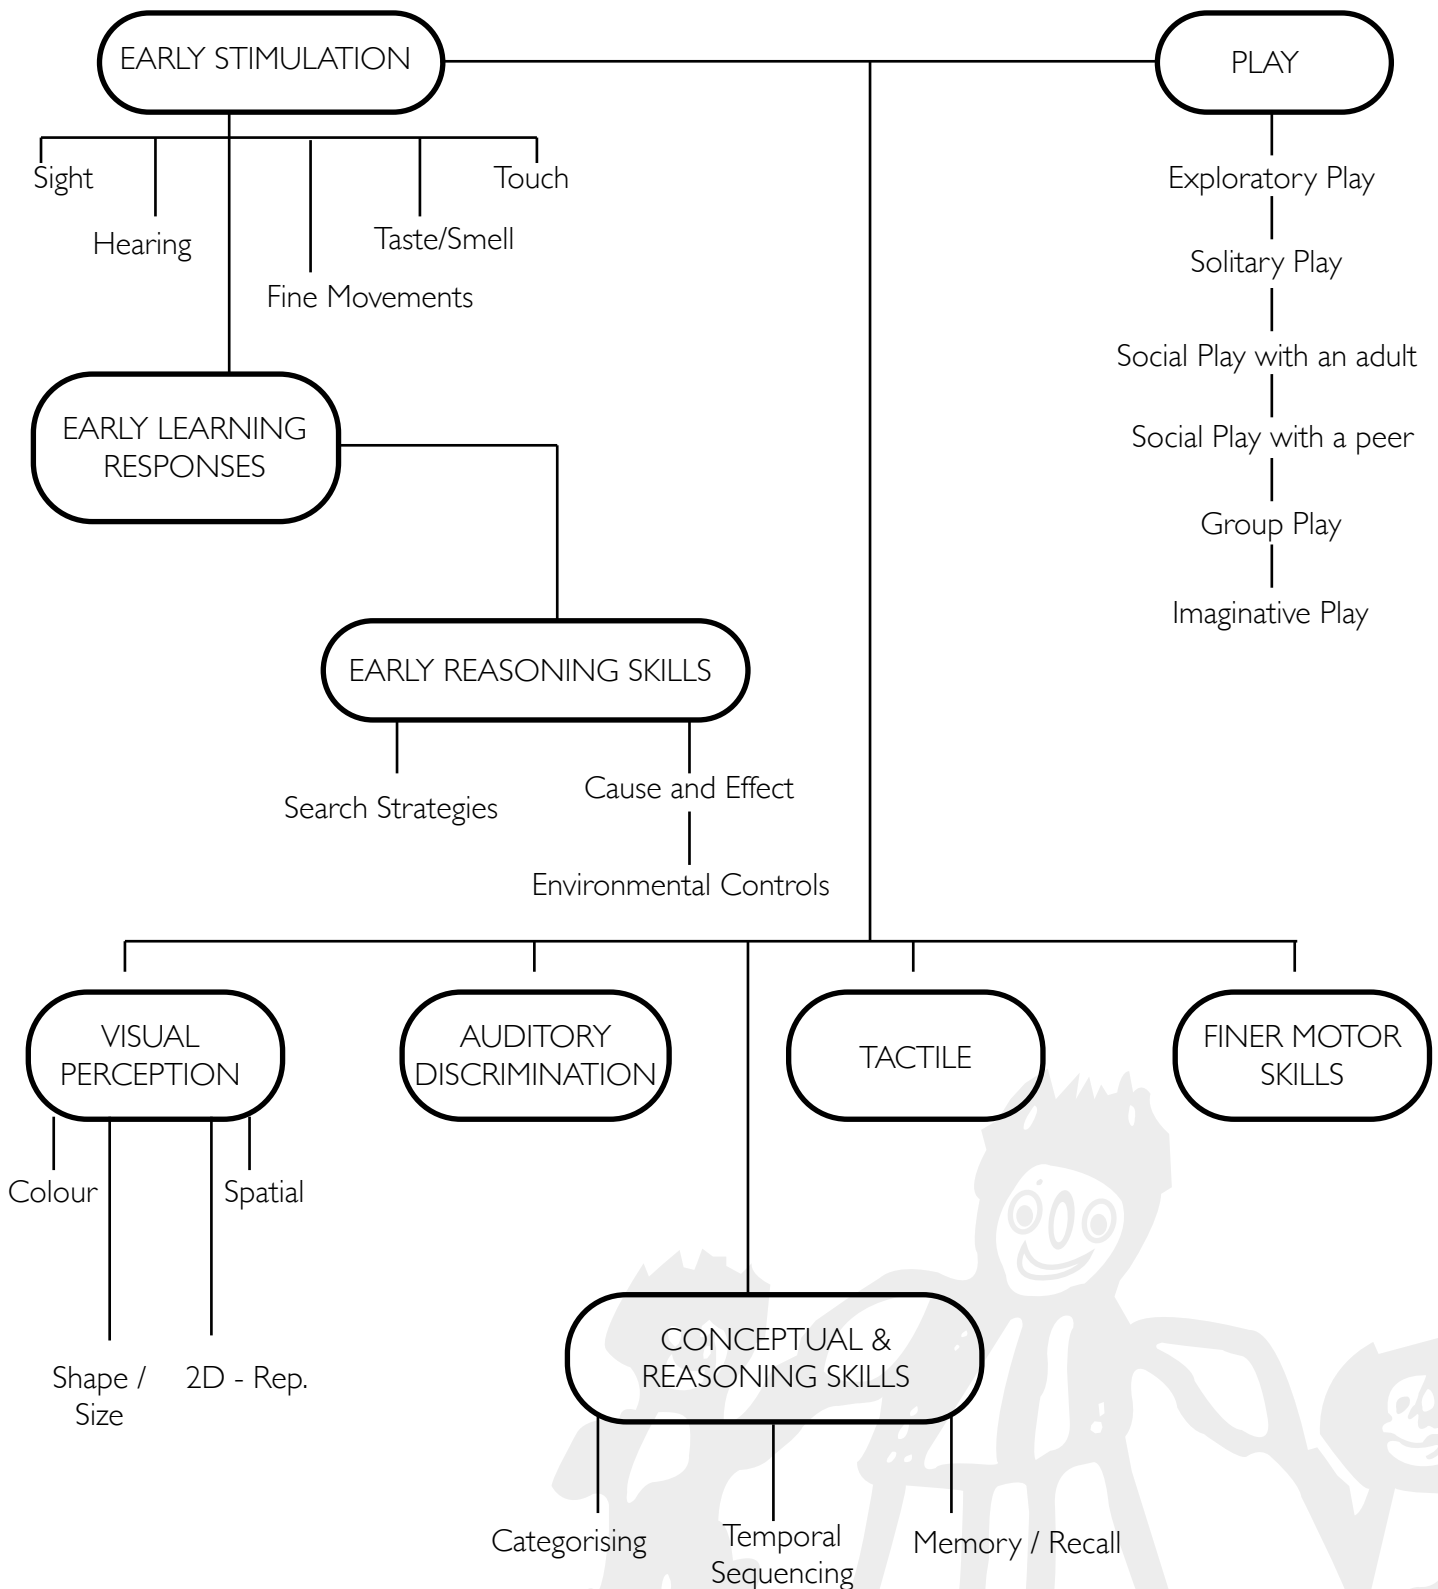 EARLY STIMULATION
PLAY
Sight
Touch
Exploratory Play
Hearing
Taste/Smell
Solitary Play
Fine Movements
Social Play with an adult
EARLY LEARNING
RESPONSES
Social Play with a peer
Group Play
Imaginative Play
EARLY REASONING SKILLS
Search Strategies
Cause and Effect
Environmental Controls
VISUAL
PERCEPTION
AUDITORY
DISCRIMINATION
TACTILE
FINER MOTOR
SKILLS
Colour
Spatial
Shape /
Size
2D - Rep.
CONCEPTUAL &
REASONING SKILLS
Categorising
Temporal
Sequencing
Memory / Recall